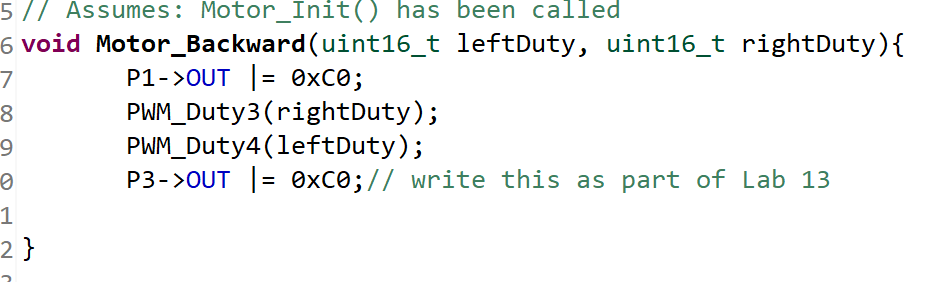 5 // Assumes: Motor_Init() has been called
6 void Motor_Backward(uint16_t leftDuty, uint16_t rightDuty){
7 P1->OUT |= 0xC0;
8 PWM_Duty3(rightDuty);
9 PWM_Duty4(leftDuty);
0 P3->OUT |= 0xC0;// write this as part of Lab 13
1
2 }